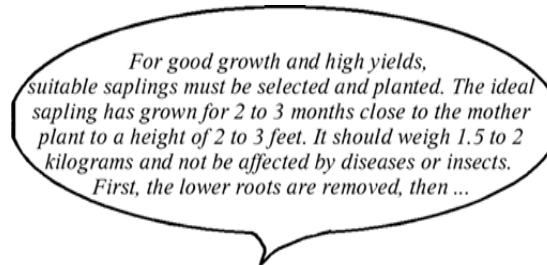 For good growth and high yields,
suitable saplings must be selected and planted. The ideal
sapling has grown for 2 to 3 months close to the mother
plant to a height of 2 to 3 feet. It should weigh 1.5 to 2
kilograms and not be affected by diseases or insects.
First, the lower roots are removed, then ...